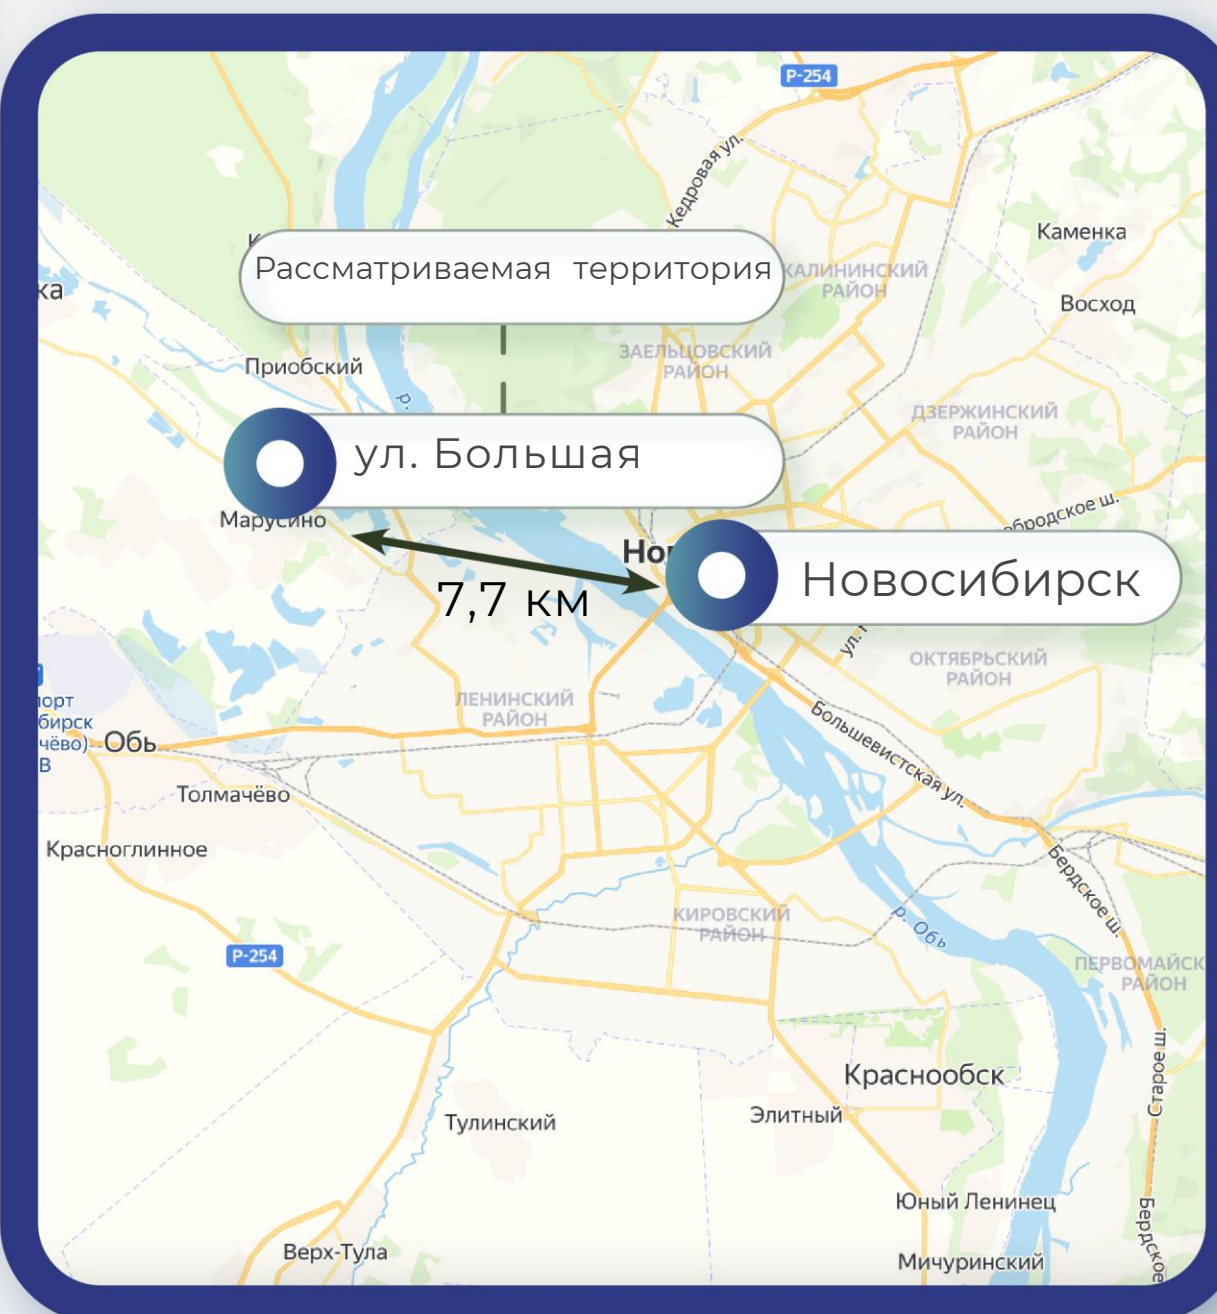 Р-254
Кедровая ул.
Каменка
Рассматриваемая территория
КАЛИНИНСКИЙ
РАЙОН
Восход
Приобский
ЗАЕЛЬЦОВСКИЙ
РАЙОН
р.
ДЗЕРЖИНСКИЙ
РАЙОН
ул. Большая
Марусино
Новосибирск
7,7 км
ОКТЯБРЬСКИЙ
РАЙОН
ЛЕНИНСКИЙ
РАЙОН
Обь
Большевистская ул.
Толмачёво
Красноглинное
Бердское ш.
КИРОВСКИЙ
РАЙОН
р. Обь
Р-254
ПЕРВОМАЙСК
РАЙОН
Старое ш.
Краснообск
Элитный
Тулинский
Юный Ленинец
Бердское
Верх-Тула
Мичуринский